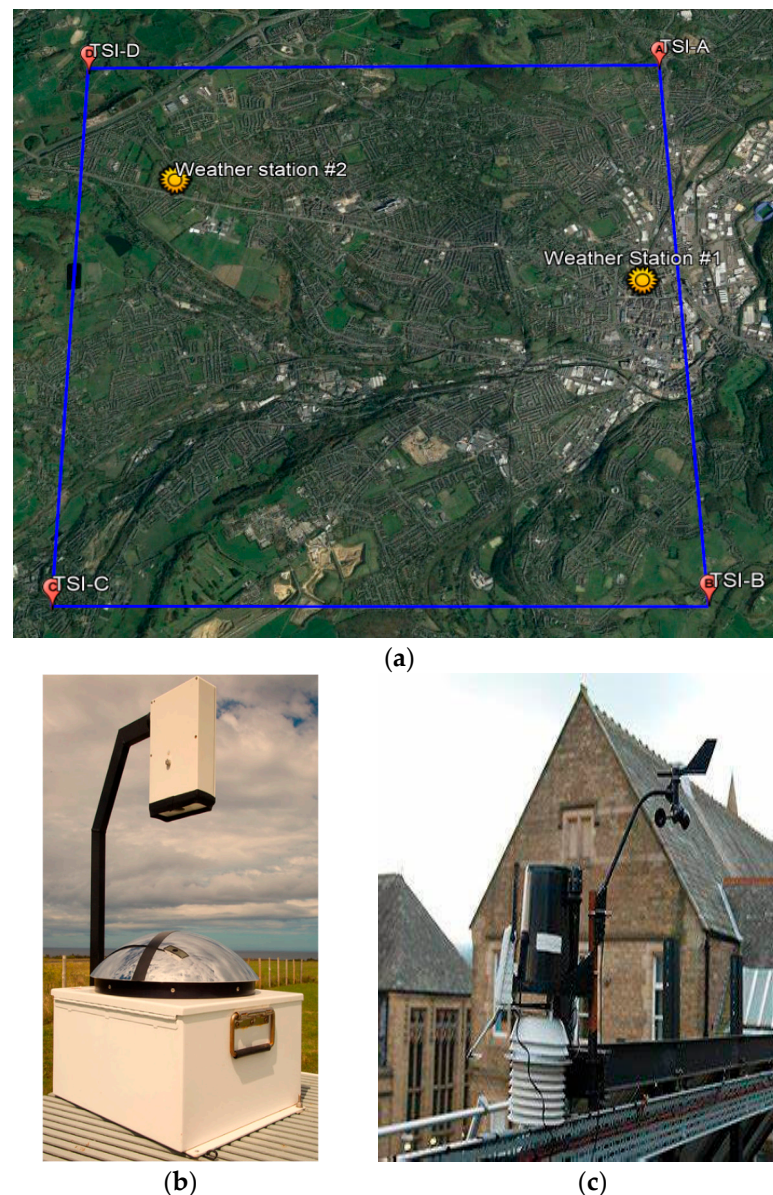 D TSI-D
A TSI-A
Weather station #2
Weather Station #1
C TSI-C
B TSI-B
(a)
(b)
(c)